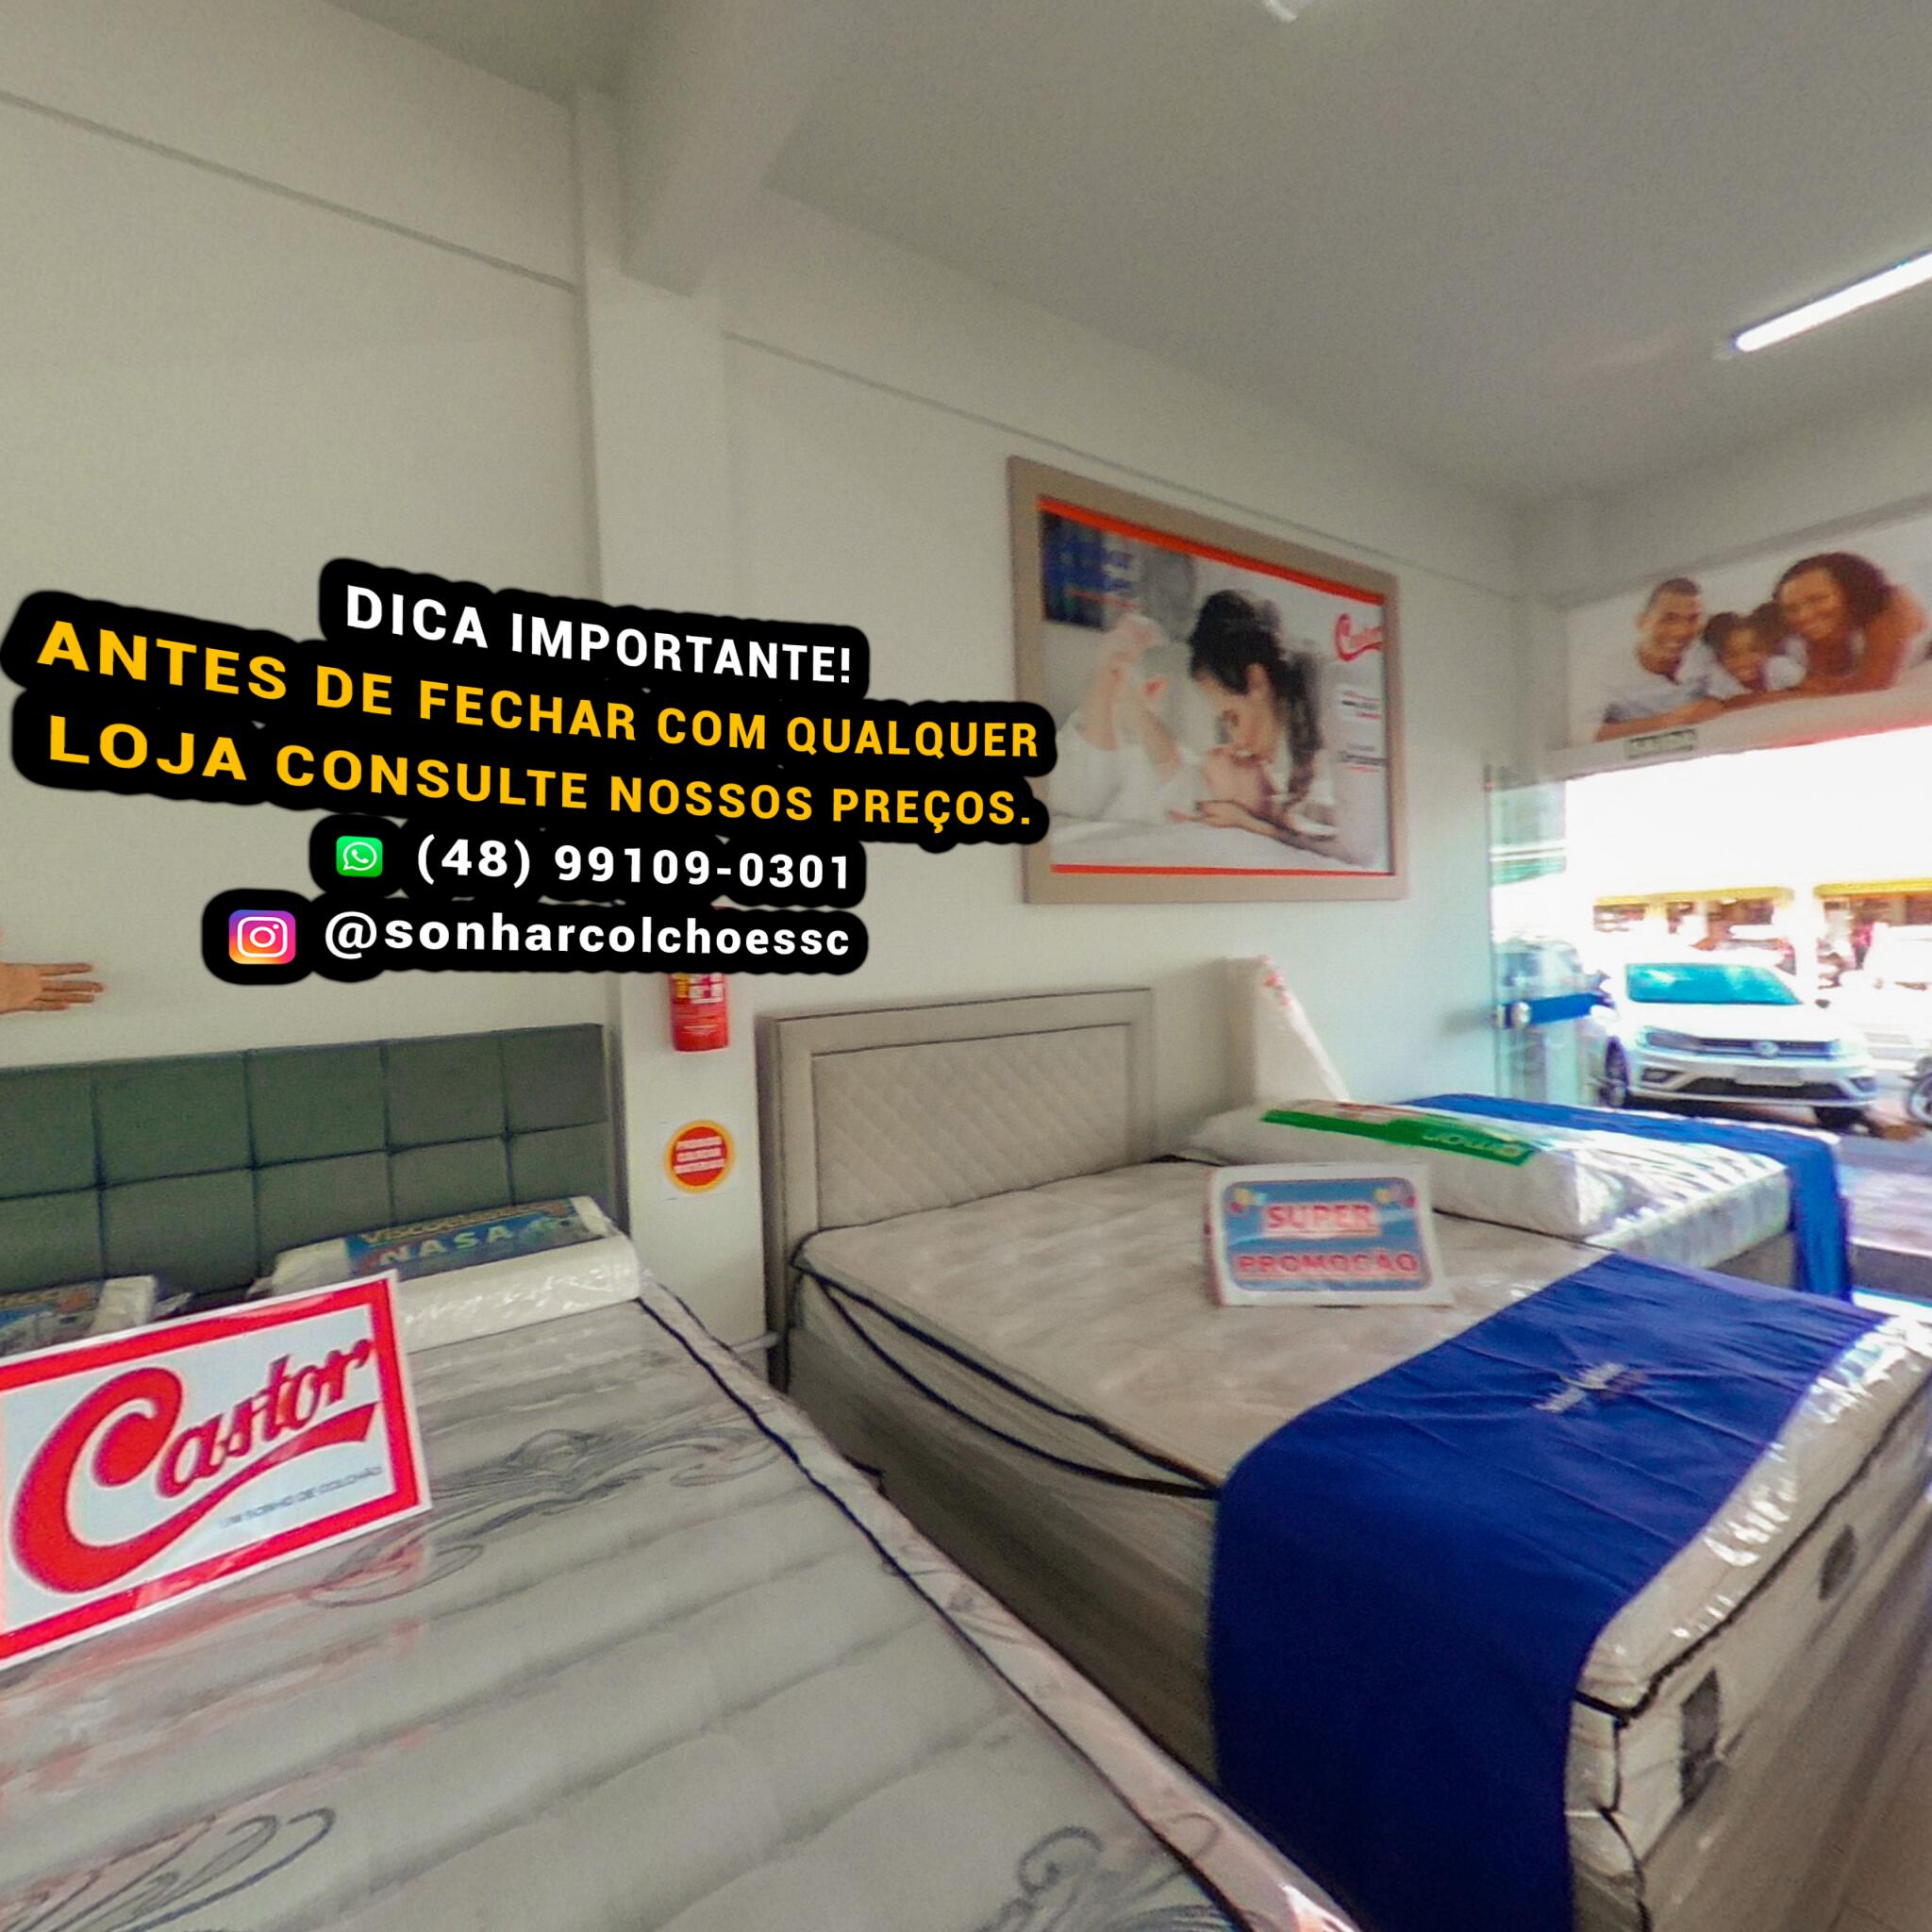 DICA IMPORTANTE!
ANTES DE FECHAR COM QUALQUER
LOJA CONSULTE NOSSOS PREÇOS.
(48) 99109-0301
@sonharcolchoessc
Castor
NASA
Castor
SUPER
PROMOÇÃO